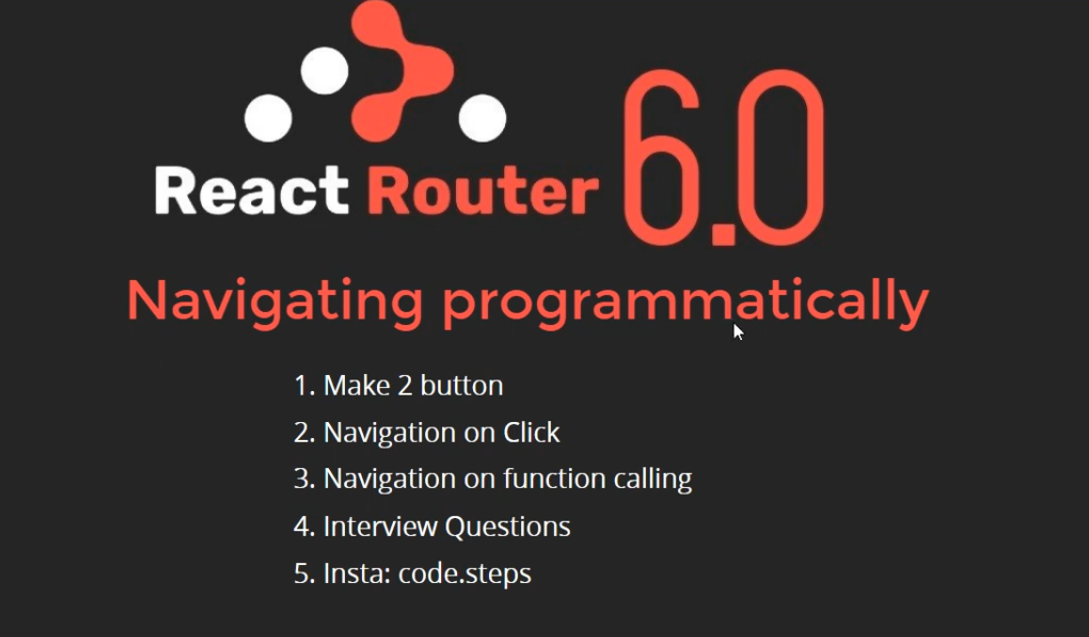 React Router 6.0
Navigating programmatically
1. Make 2 button
2. Navigation on Click
3. Navigation on function calling
4. Interview Questions
5. Insta: code.steps